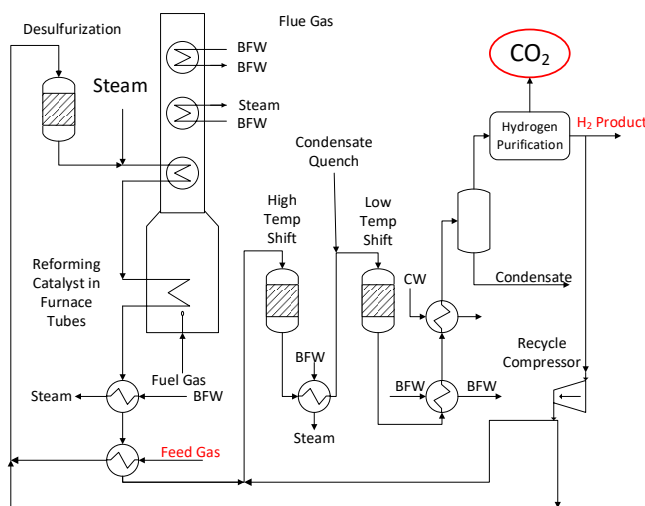 Desulfurization
Flue Gas
BFW
BFW
CO₂
Steam
Steam
BFW
H₂ Product
Hydrogen
Purification
Condensate
Quench
High
Temp
Shift
Low
Temp
Shift
Reforming
Catalyst in
Furnace
Tubes
CW
Condensate
Recycle
Compressor
BFW
Fuel Gas
Steam
BFW
BFW
BFW
Steam
Feed Gas